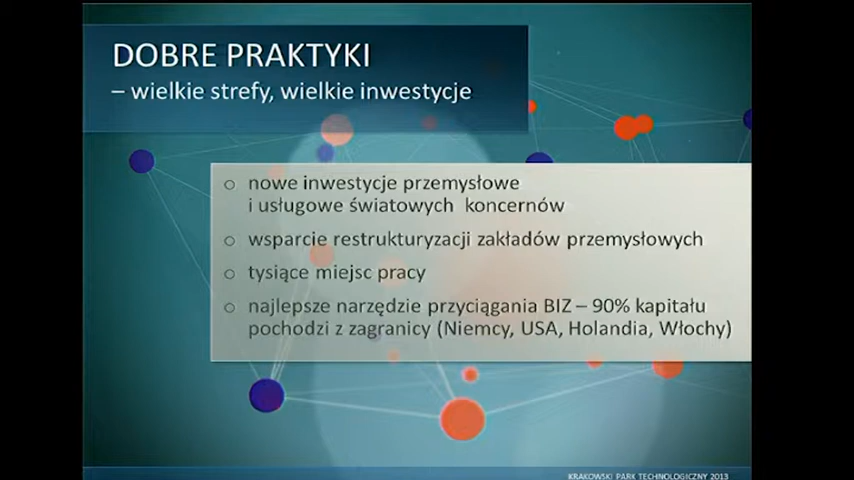 DOBRE PRAKTYKI
– wielkie strefy, wielkie inwestycje
○ nowe inwestycje przemysłowe
i usługowe światowych koncernów
○ wsparcie restrukturyzacji zakładów przemysłowych
○ tysiące miejsc pracy
○ najlepsze narzędzie przyciągania BIZ – 90% kapitału
pochodzi z zagranicy (Niemcy, USA, Holandia, Włochy)
KRAKOWSKI PARK TECHNOLOGICZNY 2013